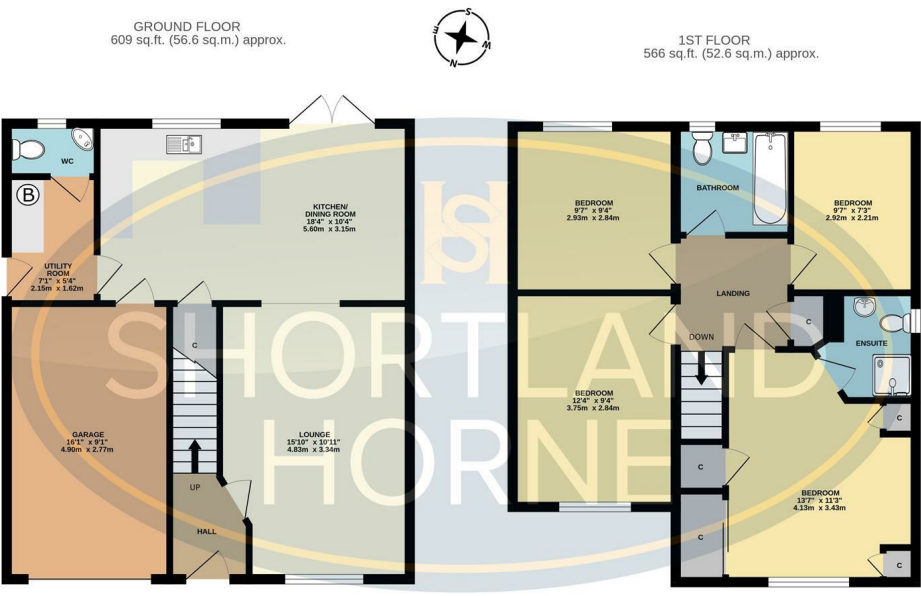 GROUND FLOOR
609 sq.ft. (56.6 sq.m.) approx.
S
E
W
N
1ST FLOOR
566 sq.ft. (52.6 sq.m.) approx.
WC
B
UTILITY
ROOM
7'1" x 5'4"
2.15m x 1.62m
KITCHEN/
DINING ROOM
18'4" x 10'4"
5.60m x 3.15m
C
GARAGE
16'1" x 9'1"
4.90m x 2.77m
UP
HALL
LOUNGE
15'10" x 10'11"
4.83m x 3.34m
BEDROOM
9'7" x 9'4"
2.93m x 2.84m
BATHROOM
BEDROOM
9'7" x 7'3"
2.92m x 2.21m
LANDING
DOWN
C
ENSUITE
BEDROOM
12'4" x 9'4"
3.75m x 2.84m
C
C
C
BEDROOM
13'7" x 11'3"
4.13m x 3.43m
C
HS
SHORTLAND
HORNE